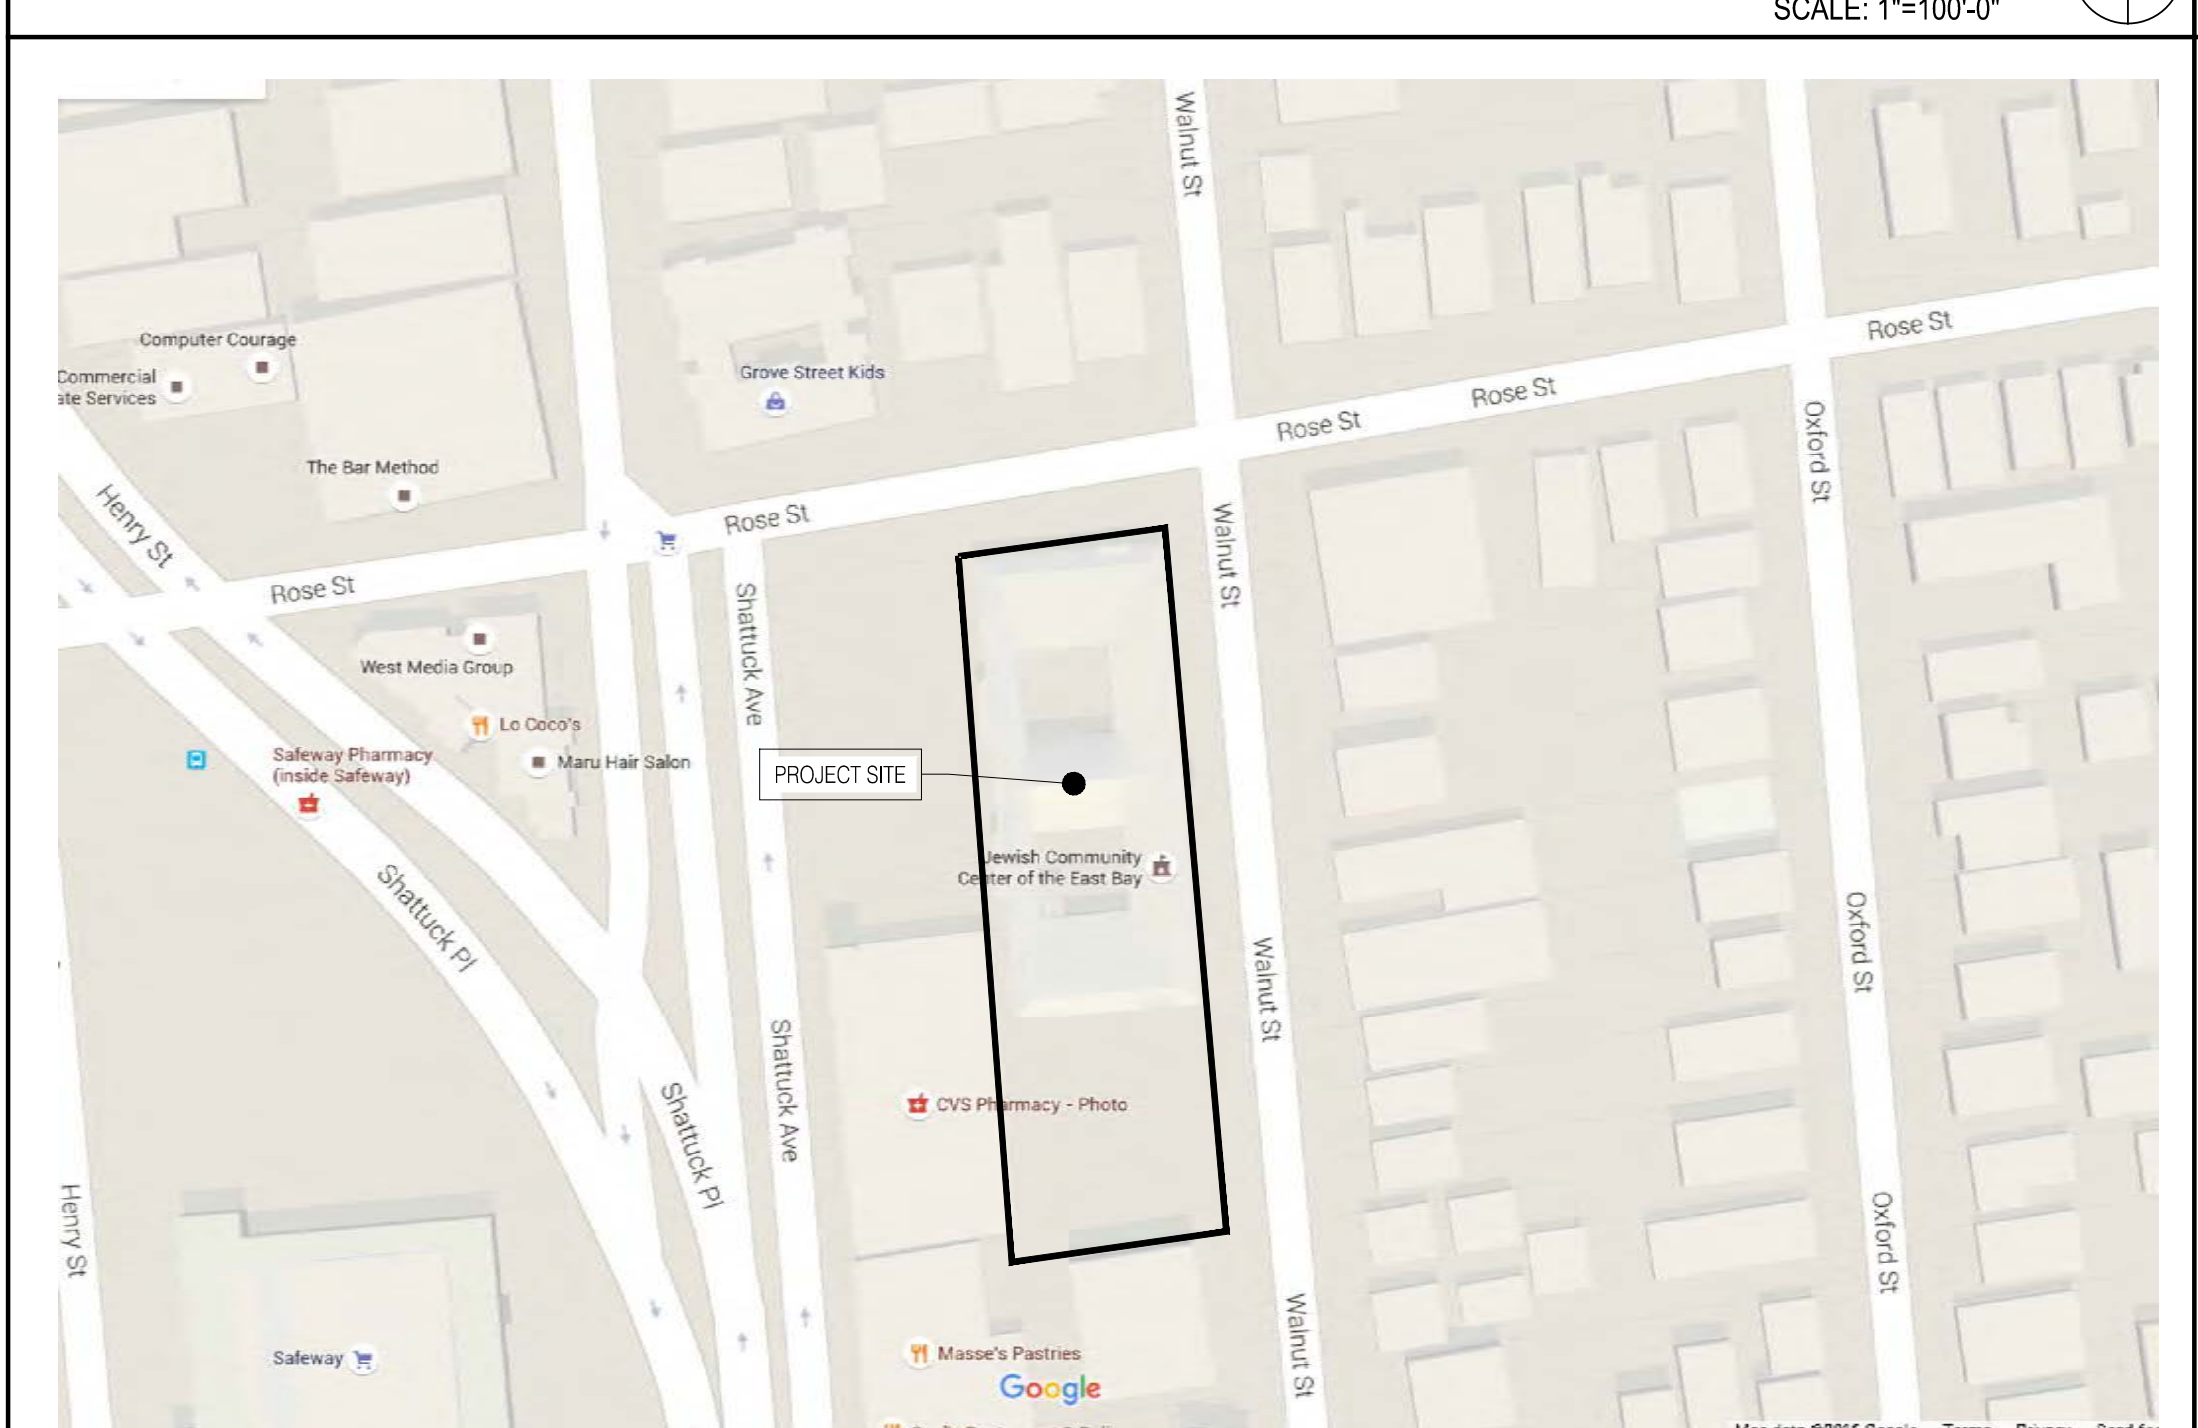 SCALE: 1"=100'-0"
Walnut St
Rose St
Computer Courage
Grove Street Kids
Commercial
ate Services
Rose St
Rose St
Oxford St
The Bar Method
Henry St
Rose St
Walnut St
Rose St
Shattuck Ave
West Media Group
Lo Coco's
Safeway Pharmacy
(inside Safeway)
Maru Hair Salon
PROJECT SITE
Jewish Community
Center of the East Bay
Shattuck Pl
Oxford St
Walnut St
Shattuck Ave
CVS Pharmacy - Photo
Shattuck Pl
Henry St
Oxford St
Walnut St
Safeway
Masse's Pastries
Google